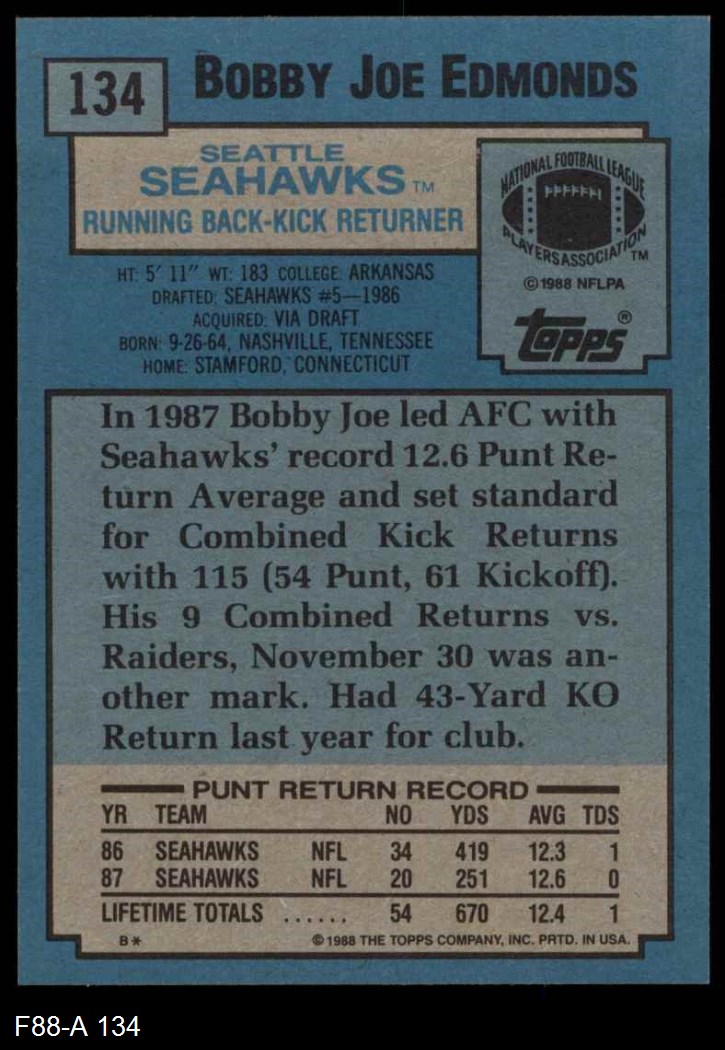 134
BOBBY JOE EDMONDS
SEATTLE
SEAHAWKS TM
RUNNING BACK-KICK RETURNER
NATIONAL FOOTBALL LEAGUE
PLAYERS ASSOCIATION TM
©1988 NFLPA
topps®
HT: 5' 11" WT: 183 COLLEGE: ARKANSAS
DRAFTED: SEAHAWKS #5—1986
ACQUIRED: VIA DRAFT
BORN: 9-26-64, NASHVILLE, TENNESSEE
HOME: STAMFORD, CONNECTICUT
In 1987 Bobby Joe led AFC with
Seahawks' record 12.6 Punt Re-
turn Average and set standard
for Combined Kick Returns
with 115 (54 Punt, 61 Kickoff).
His 9 Combined Returns vs.
Raiders, November 30 was an-
other mark. Had 43-Yard KO
Return last year for club.
PUNT RETURN RECORD
YR TEAM NO YDS AVG TDS
86 SEAHAWKS NFL 34 419 12.3 1
87 SEAHAWKS NFL 20 251 12.6 0
LIFETIME TOTALS ...... 54 670 12.4 1
B* ©1988 THE TOPPS COMPANY, INC. PRTD. IN USA.
F88-A 134